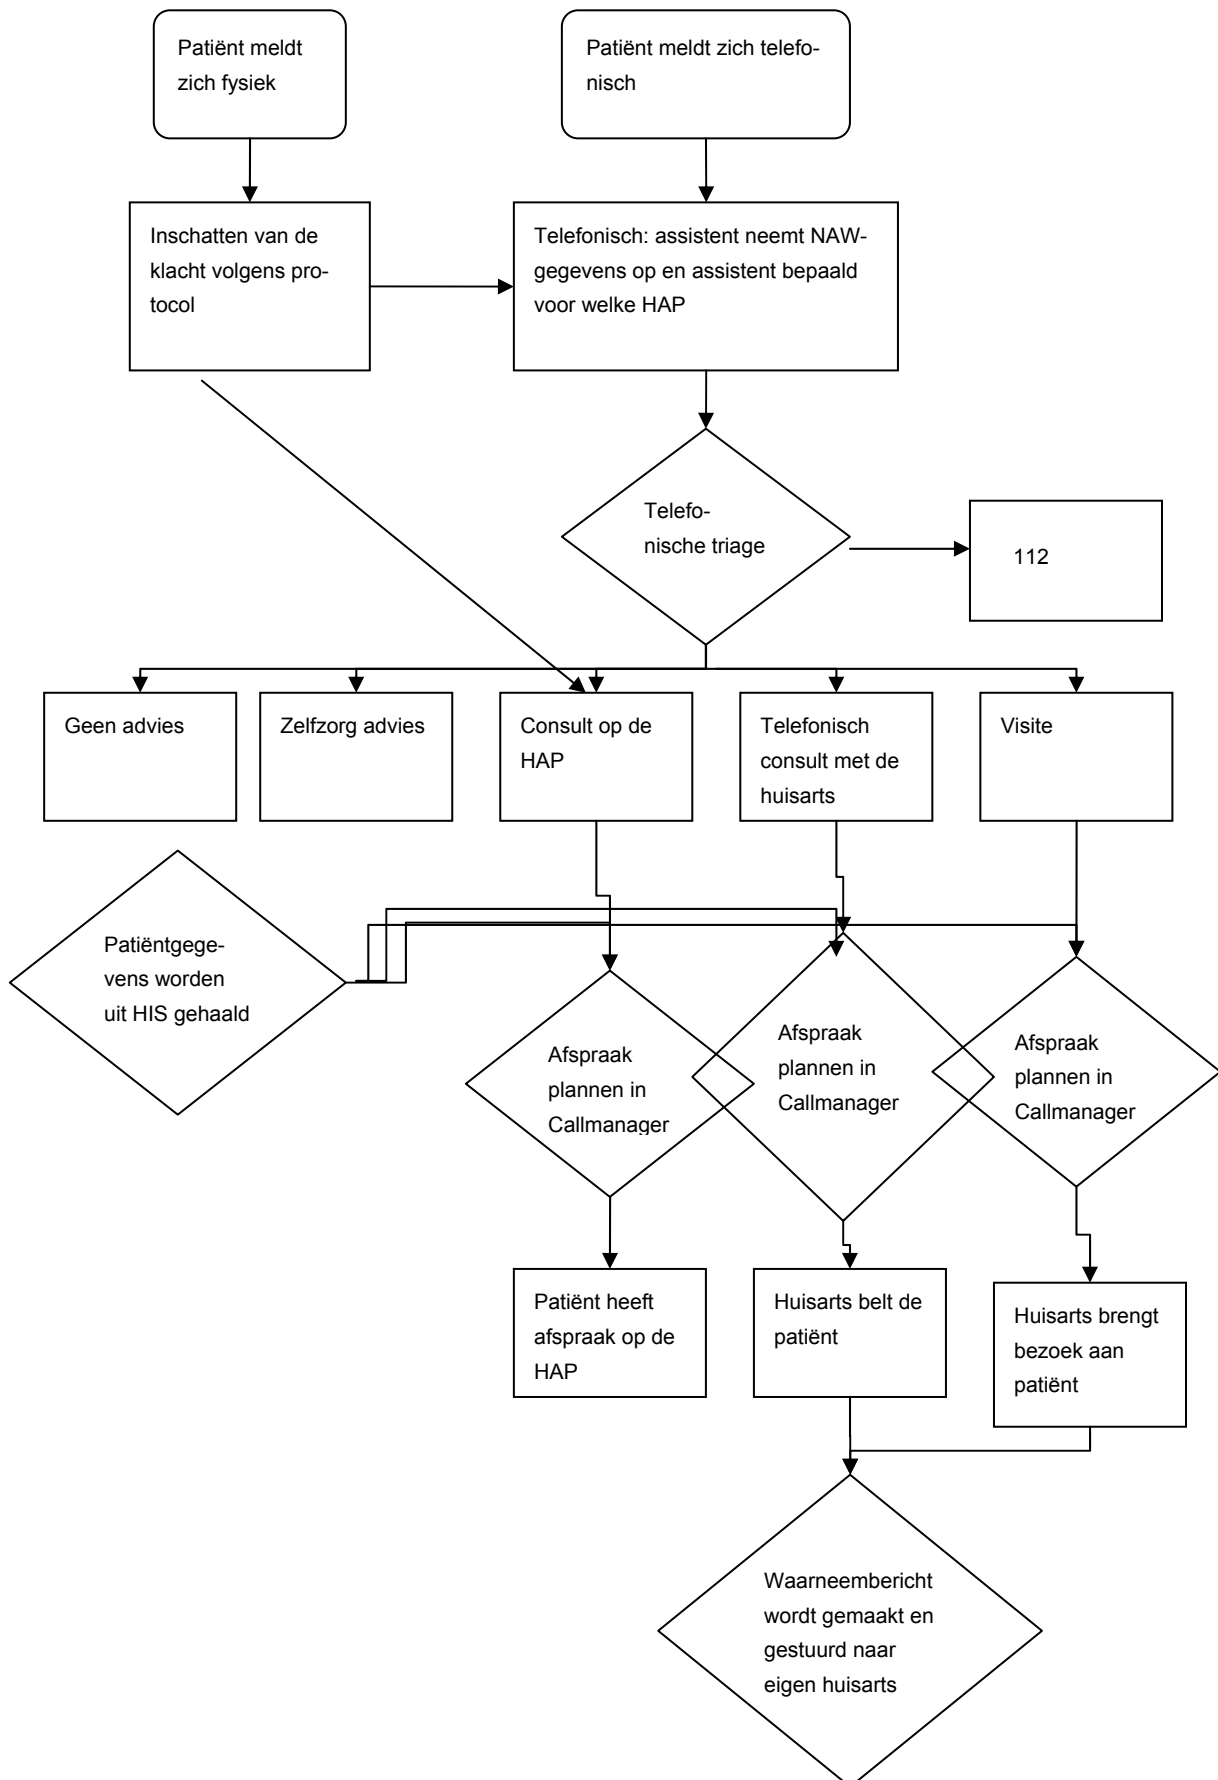 Patiënt meldt
zich fysiek
Patiënt meldt zich telefo-
nisch
Inschatten van de
klacht volgens pro-
tocol
Telefonisch: assistent neemt NAW-
gegevens op en assistent bepaald
voor welke HAP
Telefo-
nische triage
112
Geen advies
Zelfzorg advies
Consult op de
HAP
Telefonisch
consult met de
huisarts
Visite
Patiëntgege-
vens worden
uit HIS gehaald
Afspraak
plannen in
Callmanager
Afspraak
plannen in
Callmanager
Afspraak
plannen in
Callmanager
Patiënt heeft
afspraak op de
HAP
Huisarts belt de
patiënt
Huisarts brengt
bezoek aan
patiënt
Waarneembericht
wordt gemaakt en
gestuurd naar
eigen huisarts